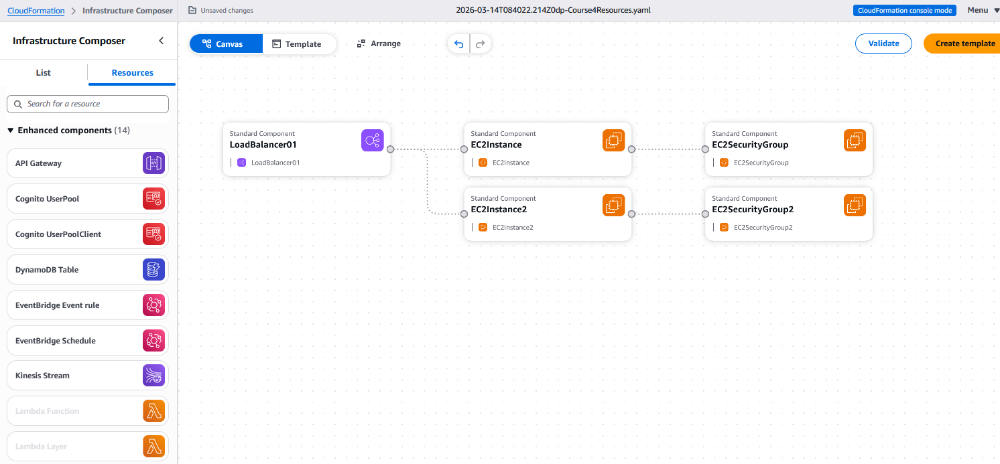 CloudFormation > Infrastructure Composer
Unsaved changes
2026-03-14T084022.214Z0dp-Course4Resources.yaml
CloudFormation console mode
Menu
Infrastructure Composer
Canvas
Template
Arrange
Validate
Create template
List
Resources
Search for a resource
Enhanced components (14)
API Gateway
Cognito UserPool
Cognito UserPoolClient
DynamoDB Table
EventBridge Event rule
EventBridge Schedule
Kinesis Stream
Lambda Function
Lambda Layer
Standard Component
LoadBalancer01
LoadBalancer01
Standard Component
EC2Instance
EC2Instance
Standard Component
EC2SecurityGroup
EC2SecurityGroup
Standard Component
EC2Instance2
EC2Instance2
Standard Component
EC2SecurityGroup2
EC2SecurityGroup2